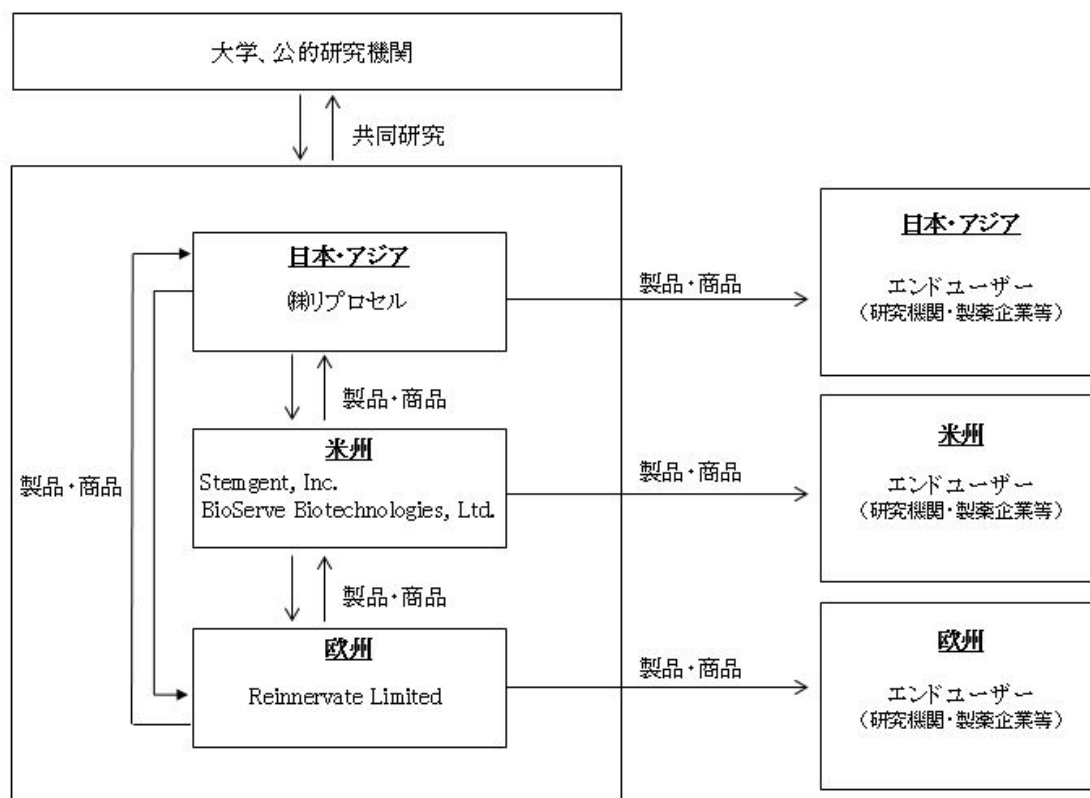 大学、公的研究機関
共同研究
日本・アジア
㈱リプロセル
製品・商品
日本・アジア
エンドユーザー
（研究機関・製薬企業等）
製品・商品
米州
Stemgent, Inc.
BioServe Biotechnologies, Ltd.
製品・商品
米州
エンドユーザー
（研究機関・製薬企業等）
製品・商品
製品・商品
欧州
Reinnervate Limited
製品・商品
欧州
エンドユーザー
（研究機関・製薬企業等）